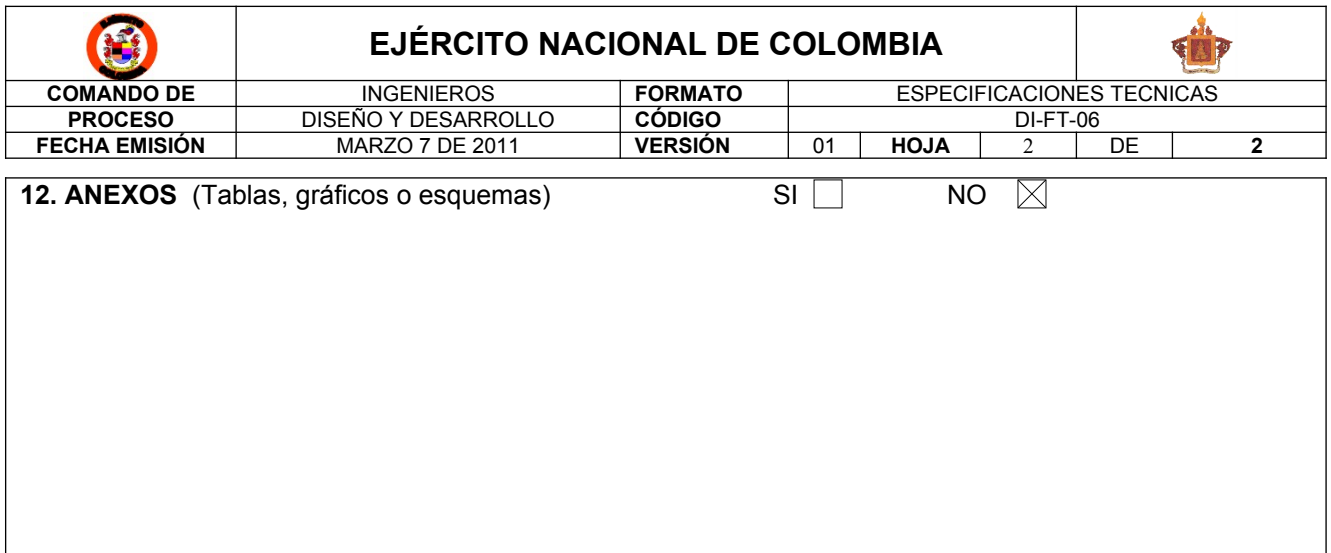 EJÉRCITO NACIONAL DE COLOMBIA
COMANDO DE INGENIEROS FORMATO ESPECIFICACIONES TECNICAS
PROCESO DISEÑO Y DESARROLLO CÓDIGO DI-FT-06
FECHA EMISIÓN MARZO 7 DE 2011 VERSIÓN 01 HOJA 2 DE 2
12. ANEXOS (Tablas, gráficos o esquemas) SI ☐ NO ☒